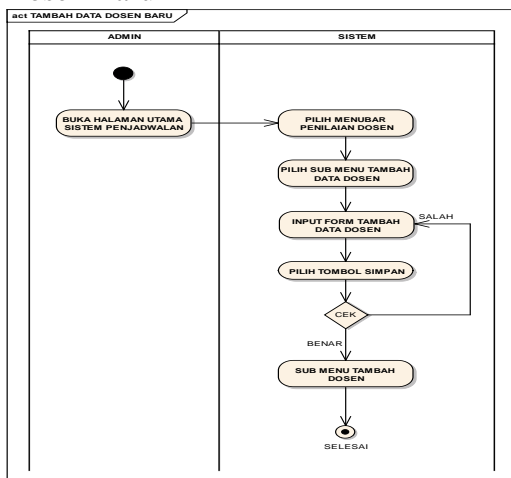 act TAMBAH DATA DOSEN BARU
ADMIN
SISTEM
BUKA HALAMAN UTAMA
SISTEM PENJADWALAN
PILIH MENUBAR
PENILAIAN DOSEN
PILIH SUB MENU TAMBAH
DATA DOSEN
INPUT FORM TAMBAH
DATA DOSEN
SALAH
PILIH TOMBOL SIMPAN
CEK
BENAR
SUB MENU TAMBAH
DOSEN
SELESAI